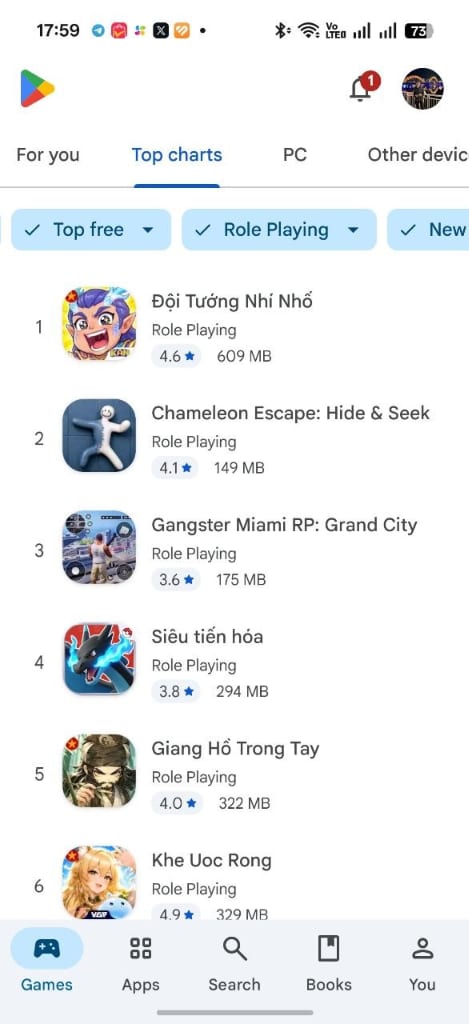 17:59
Vo
LTE
73
1
For you
Top charts
PC
Other devic
Top free
Role Playing
New
1
Đội Tướng Nhí Nhố
Role Playing
4.6
609 MB
2
Chameleon Escape: Hide & Seek
Role Playing
4.1
149 MB
3
Gangster Miami RP: Grand City
Role Playing
3.6
175 MB
4
Siêu tiến hóa
Role Playing
3.8
294 MB
5
Giang Hồ Trong Tay
Role Playing
4.0
322 MB
6
VGP
Khe Uoc Rong
Role Playing
4.9
329 MB
Games
Apps
Search
Books
You